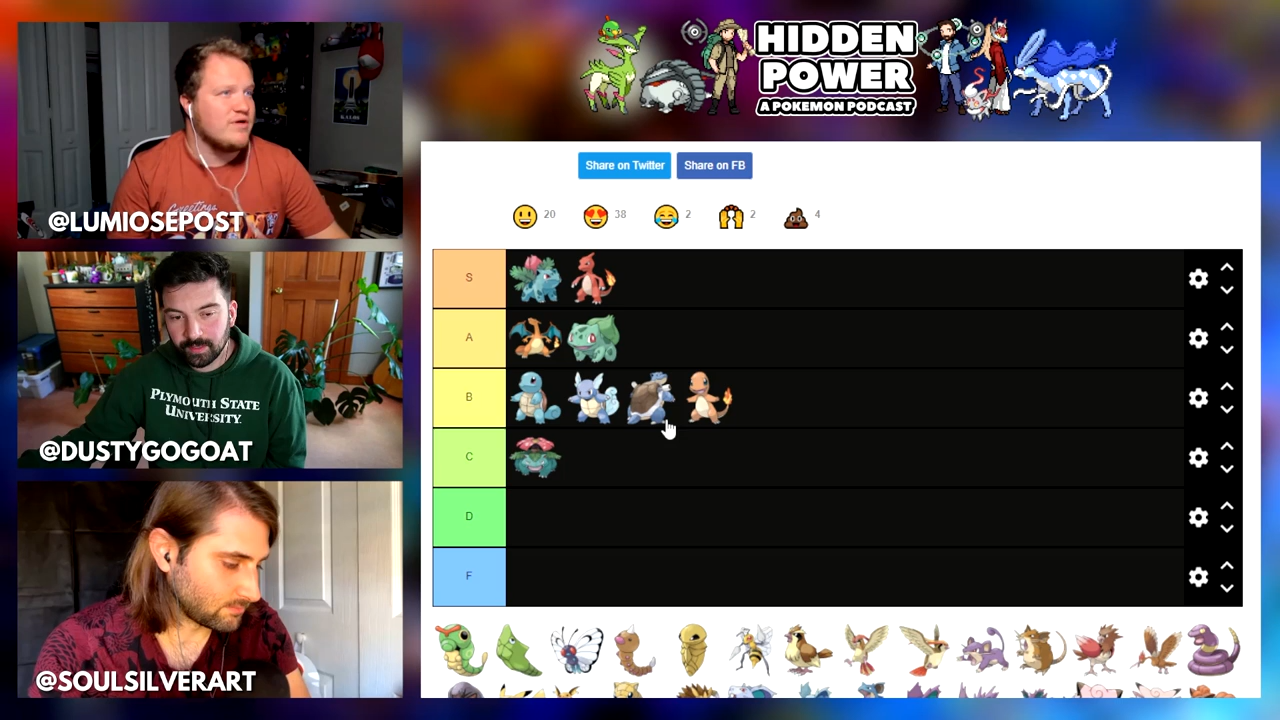 HIDDEN
POWER
A POKEMON PODCAST
Share on Twitter
Share on FB
20
38
2
2
4
S
A
B
C
D
F
@LUMIOSEPOST
PLYMOUTH STATE
UNIVERSITY.
@DUSTYGOGOAT
@SOULSILVERART
Greetings